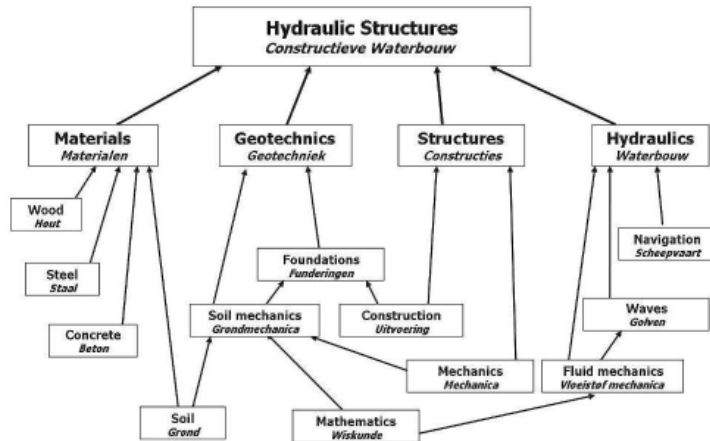 Hydraulic Structures
Constructieve Waterbouw
Materials
Materialen
Geotechnics
Geotechniek
Structures
Constructies
Hydraulics
Waterbouw
Wood
Hout
Navigation
Scheepvaart
Foundations
Funderingen
Steel
Staal
Soil mechanics
Grondmechanica
Construction
Uitvoering
Waves
Golven
Concrete
Beton
Mechanics
Mechanica
Fluid mechanics
Vloeistof mechanica
Soil
Grond
Mathematics
Wiskunde